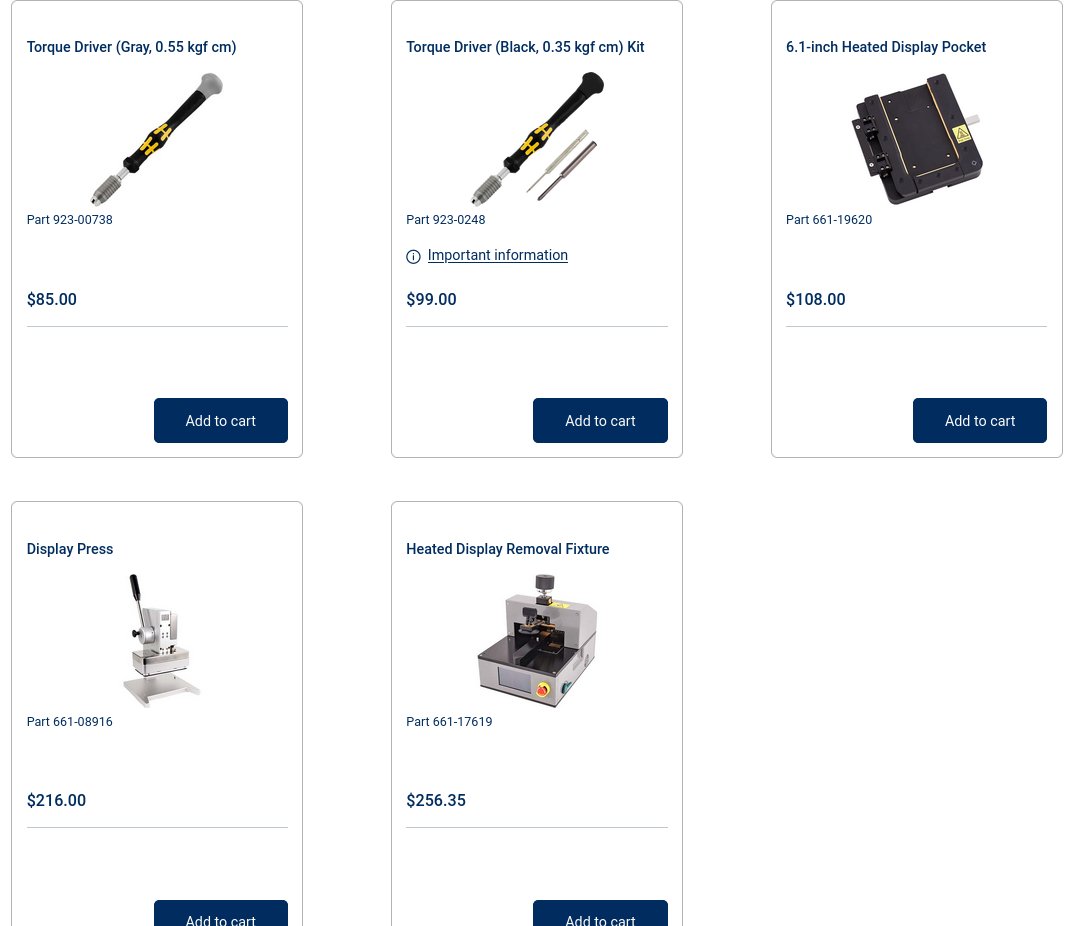 Torque Driver (Gray, 0.55 kgf cm)
Part 923-00738
$85.00
Add to cart
Torque Driver (Black, 0.35 kgf cm) Kit
Part 923-0248
Important information
$99.00
Add to cart
6.1-inch Heated Display Pocket
Part 661-19620
$108.00
Add to cart
Display Press
Part 661-08916
$216.00
Add to cart
Heated Display Removal Fixture
Part 661-17619
$256.35
Add to cart